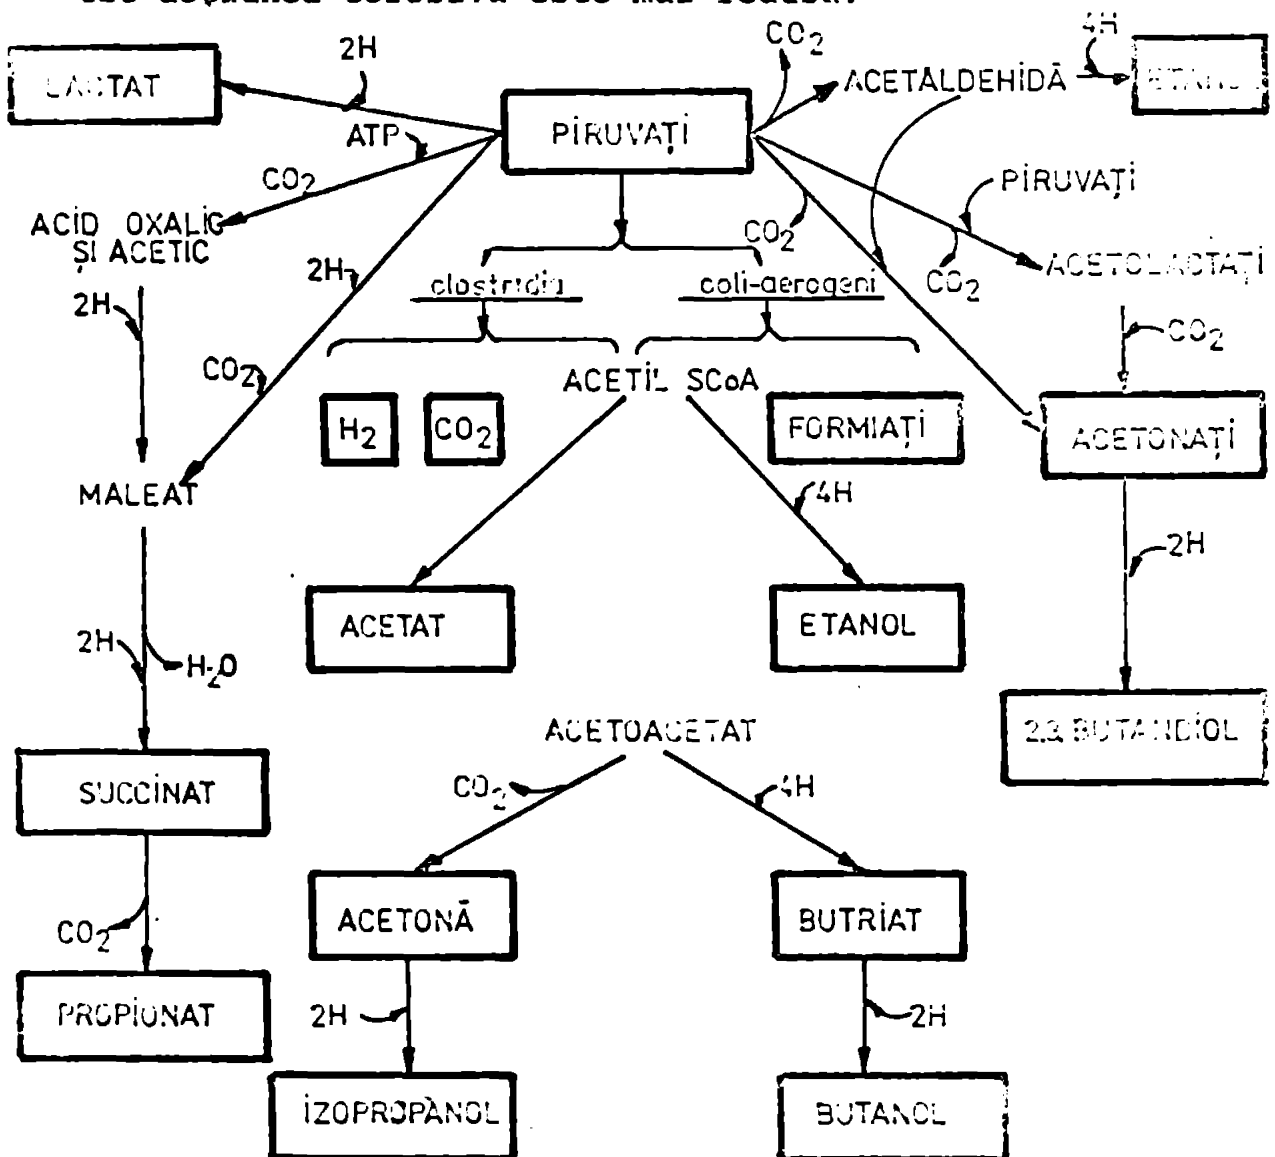 CO2
4H
2H
LACTAT
PIRUVAȚI
ACETALDEHIDĂ
ETANOL
ATP
CO2
PIRUVAȚI
ACID OXALIC
ȘI ACETIC
CO2
2H
clostridia
coli-aerogeni
CO2
ACETOLACTAȚI
2H
CO2
CO2
ACETIL SCoA
H2
CO2
FORMIAȚI
ACETONAȚI
MALEAT
4H
2H
ACETAT
ETANOL
2H
H2O
ACETOACETAT
2,3 BUTANDIOL
SUCCINAT
CO2
4H
ACETONĂ
BUTRIAT
CO2
PROPIONAT
2H
2H
IZOPROPANOL
BUTANOL